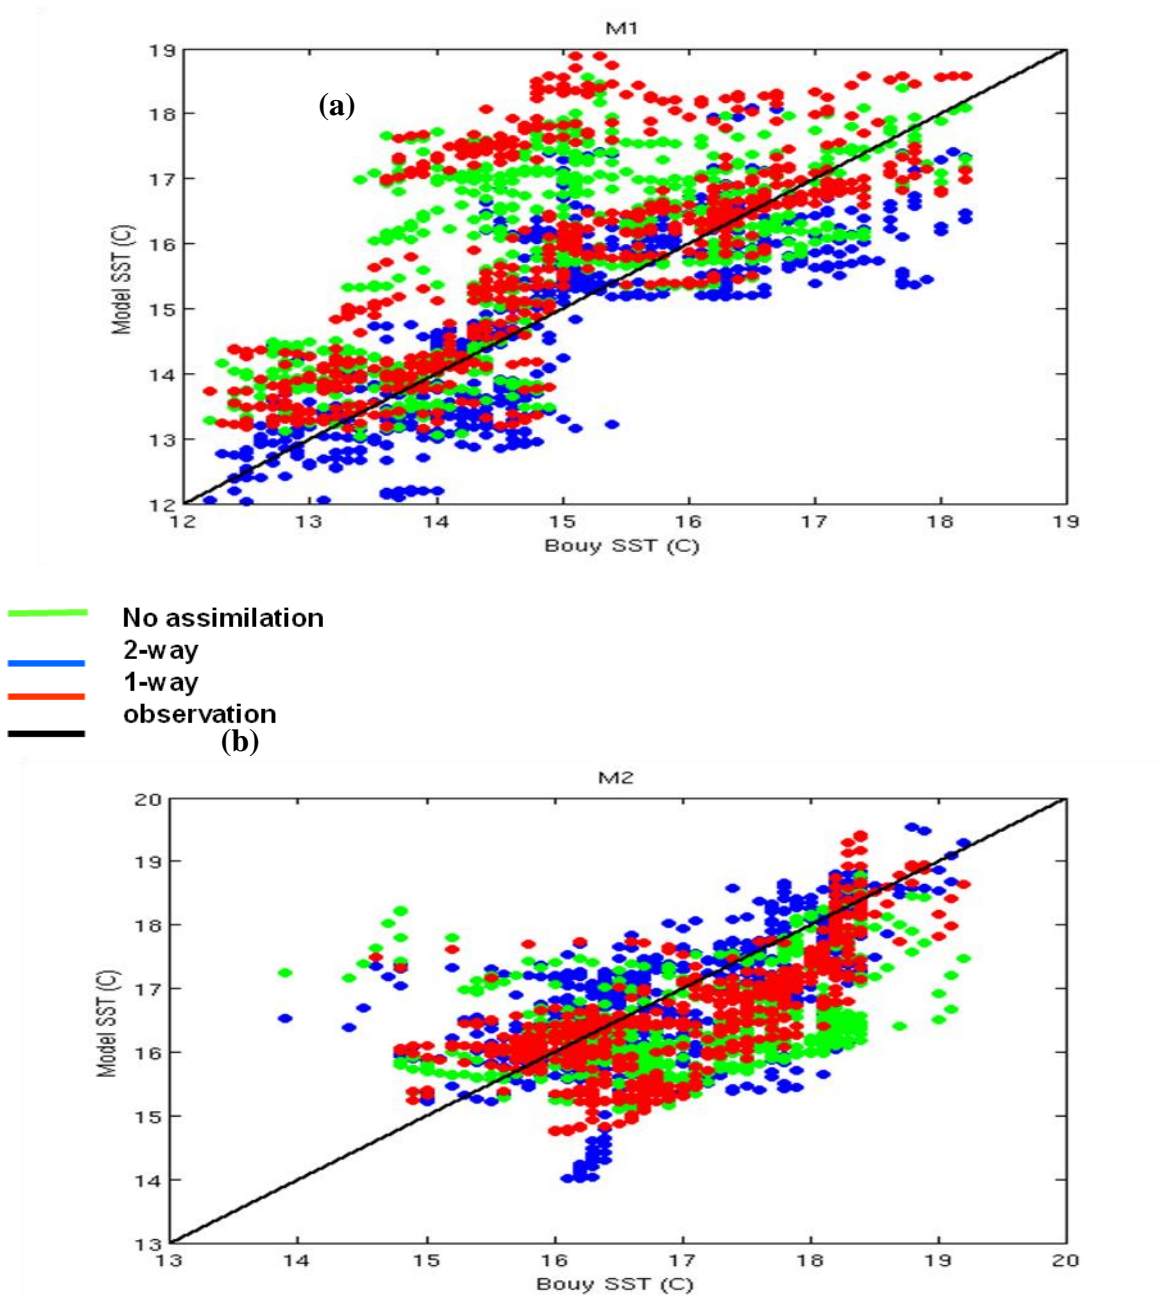 M1
(a)
19
18
17
16
15
14
13
12
Model SST (C)
12 13 14 15 16 17 18 19
Bouy SST (C)
No assimilation
2-way
1-way
observation
(b)
M2
20
19
18
17
16
15
14
13
Model SST (C)
13 14 15 16 17 18 19 20
Bouy SST (C)